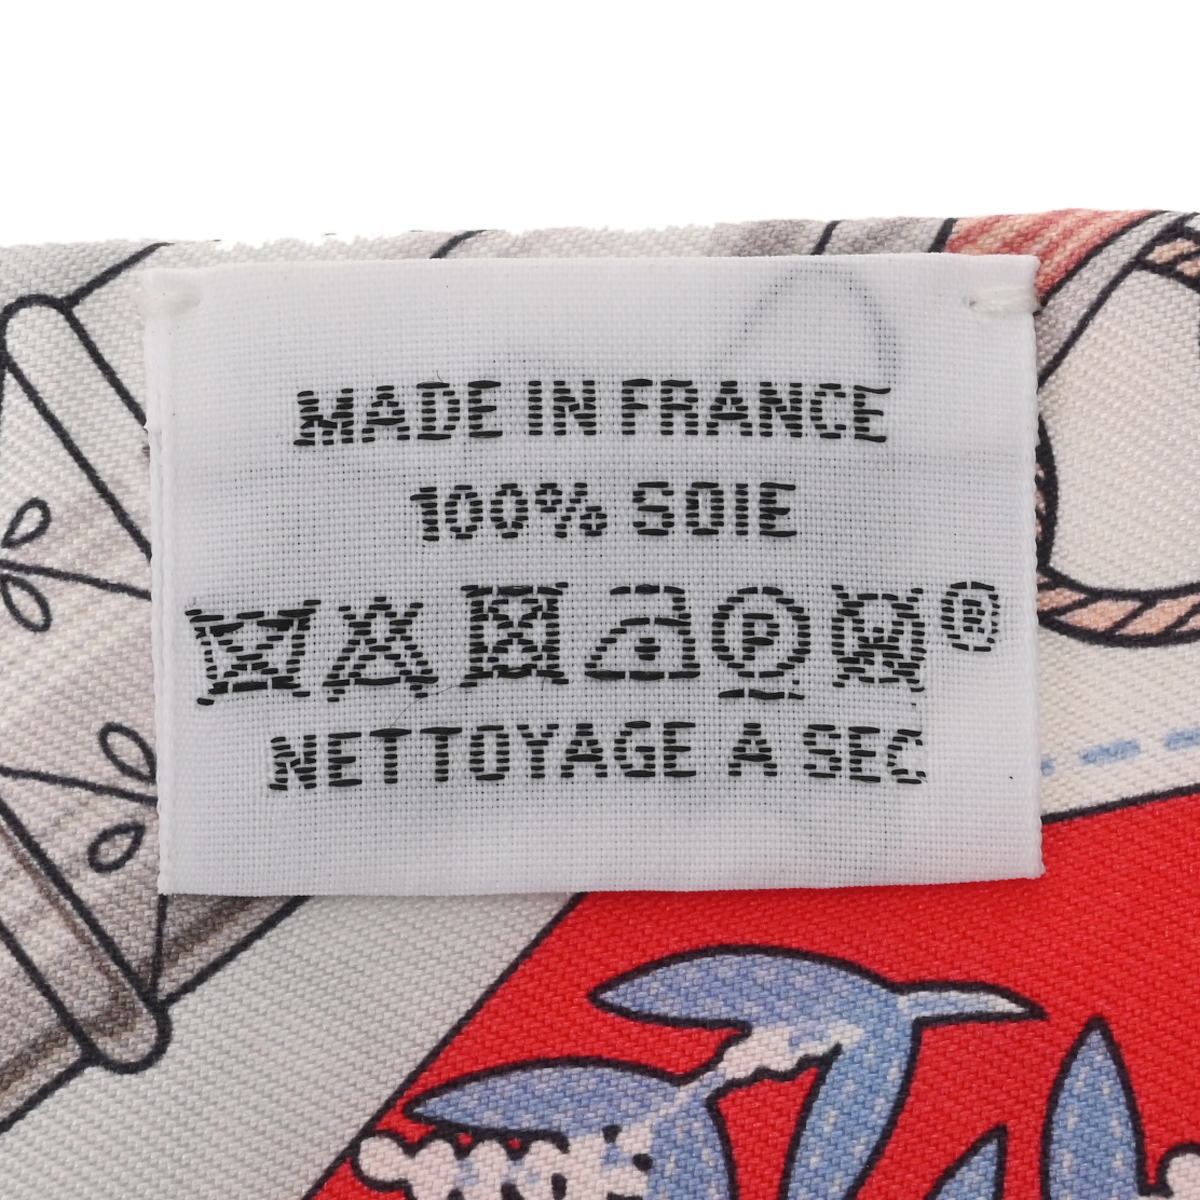 MADE IN FRANCE
100% SOIE
P ®
NETTOYAGE A SEC